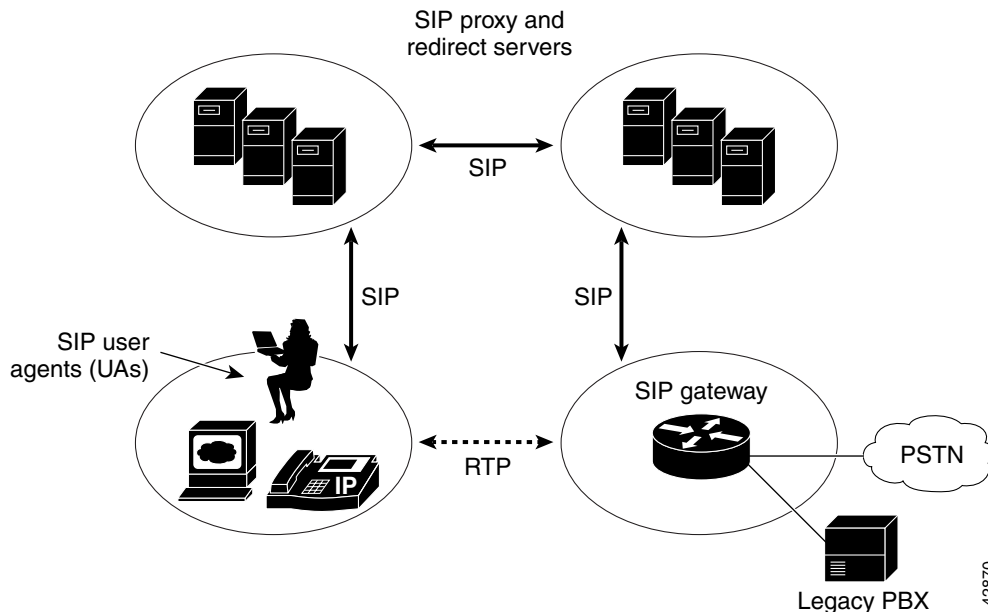 SIP proxy and
redirect servers
SIP
SIP
SIP
SIP user
agents (UAs)
SIP gateway
RTP
IP
PSTN
Legacy PBX
42870